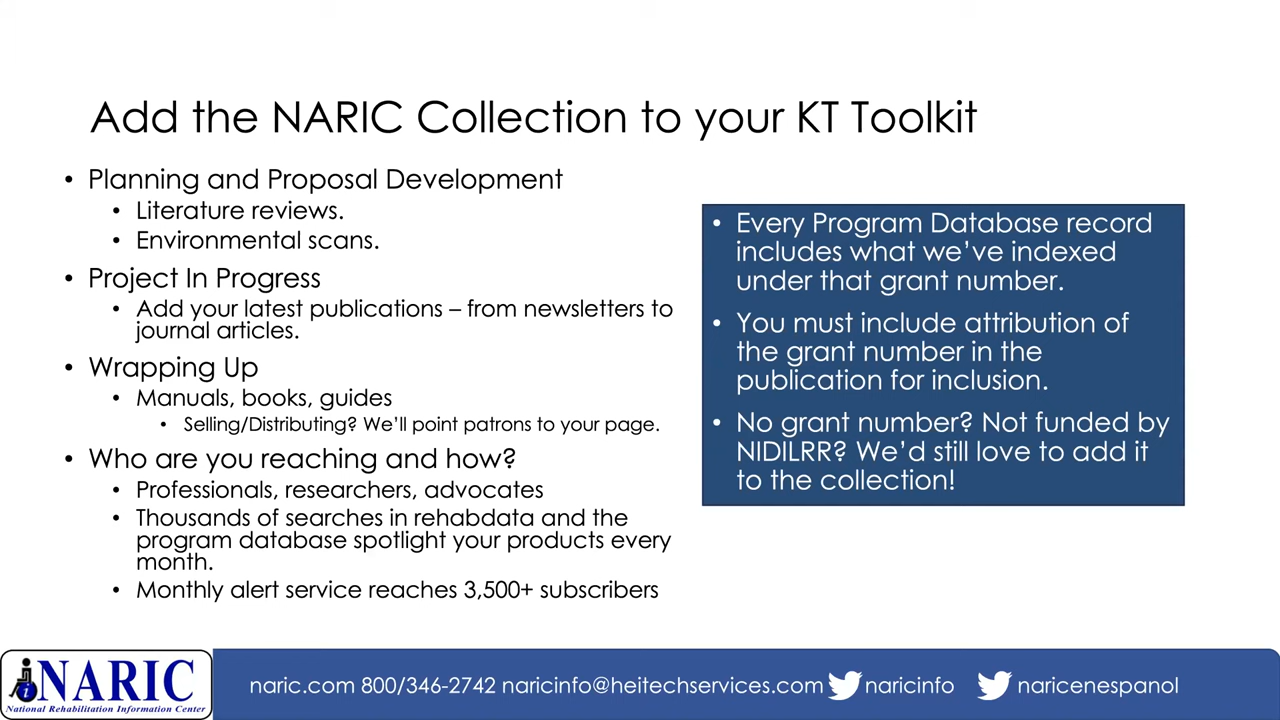 Add the NARIC Collection to your KT Toolkit
• Planning and Proposal Development
• Literature reviews.
• Environmental scans.
• Project In Progress
• Add your latest publications – from newsletters to
journal articles.
• Wrapping Up
• Manuals, books, guides
• Selling/Distributing? We'll point patrons to your page.
• Who are you reaching and how?
• Professionals, researchers, advocates
• Thousands of searches in rehabdata and the
program database spotlight your products every
month.
• Monthly alert service reaches 3,500+ subscribers
• Every Program Database record
includes what we've indexed
under that grant number.
• You must include attribution of
the grant number in the
publication for inclusion.
• No grant number? Not funded by
NIDILRR? We'd still love to add it
to the collection!
NARIC
National Rehabilitation Information Center
naric.com 800/346-2742 naricinfo@heitechservices.com naricinfo naricenespanol